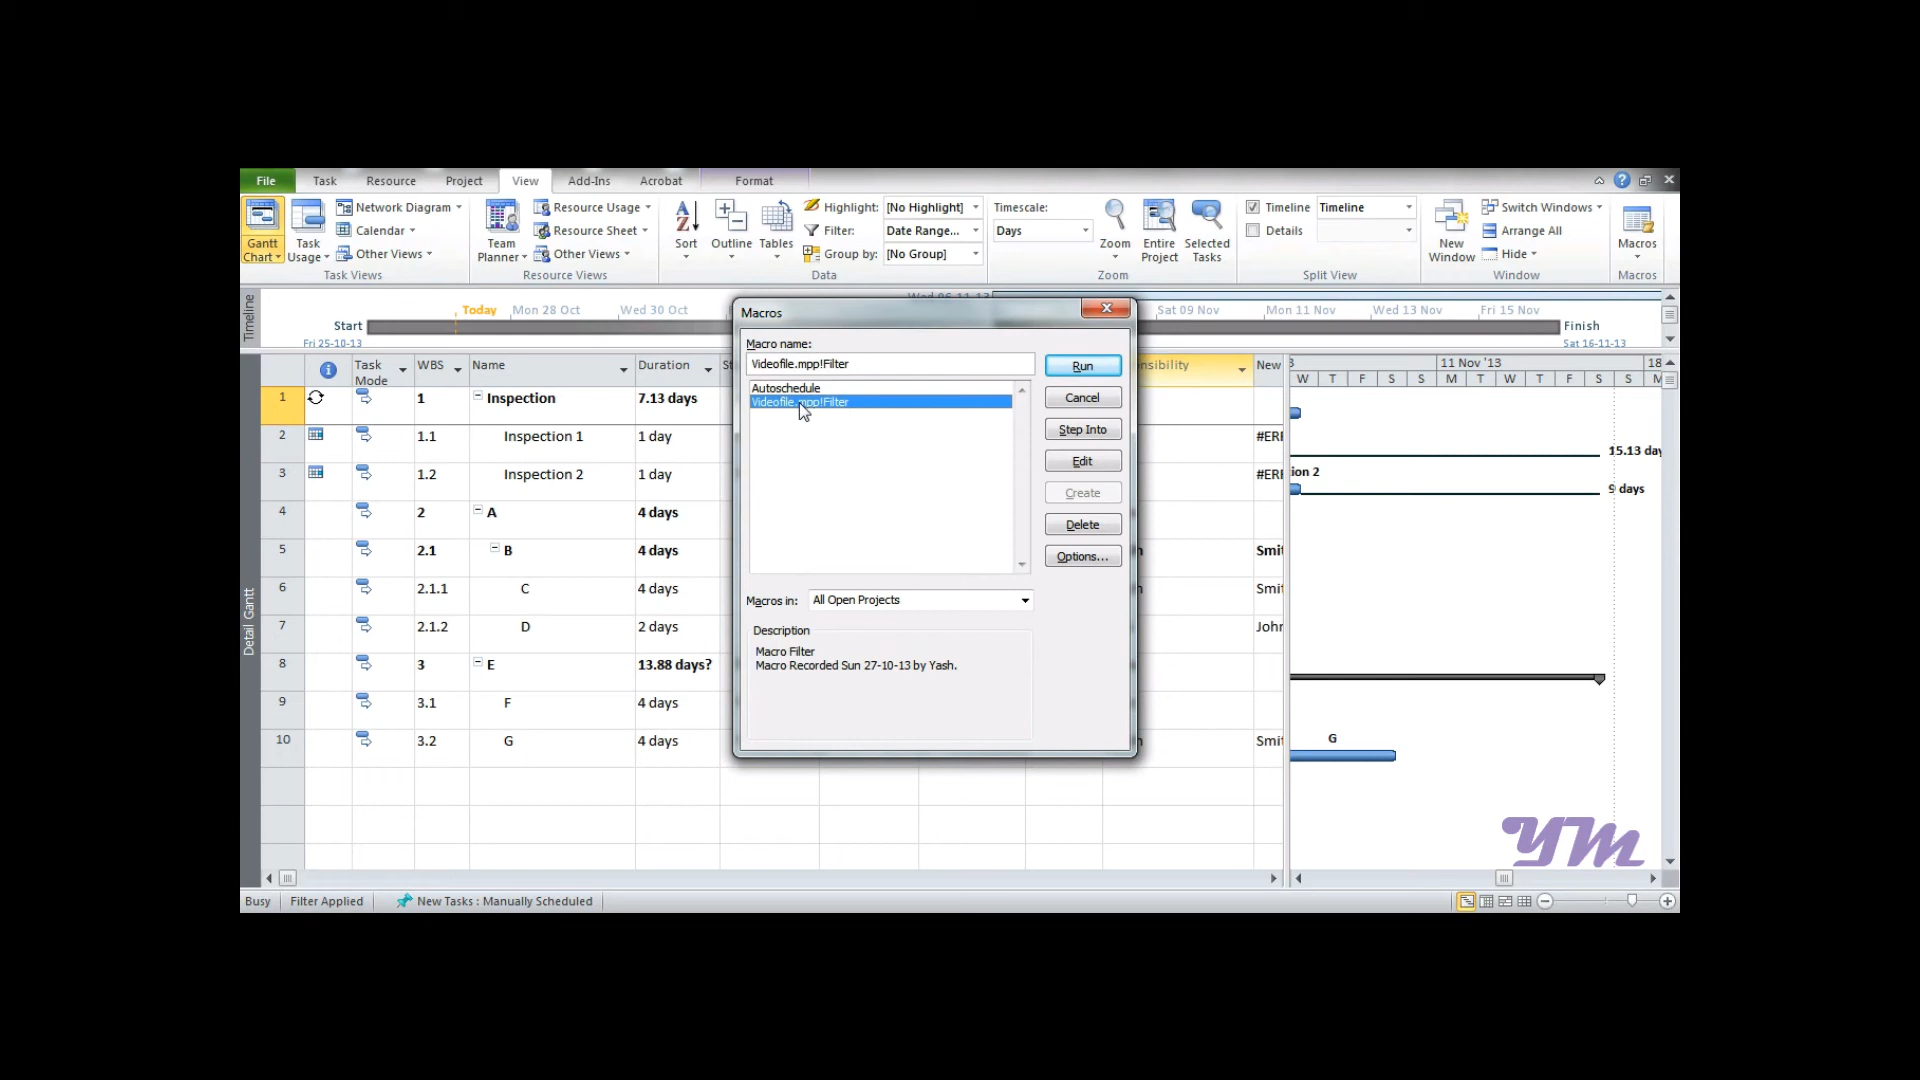 File Task Resource Project View Add-Ins Acrobat Format
Gantt Chart
Task Usage
Network Diagram
Calendar
Other Views
Task Views
Team Planner
Resource Usage
Resource Sheet
Other Views
Resource Views
Sort
Outline
Tables
Highlight: [No Highlight]
Filter: Date Range...
Group by: [No Group]
Data
Timescale:
Days
Zoom
Entire Project
Selected Tasks
Zoom
Timeline Timeline
Details
Split View
New Window
Switch Windows
Arrange All
Hide
Window
Macros
Macros
Timeline
Wed 06-11-13
Today Mon 28 Oct Wed 30 Oct Sat 09 Nov Mon 11 Nov Wed 13 Nov Fri 15 Nov
Start Finish
Fri 25-10-13 Sat 16-11-13
Detail Gantt
Task Mode WBS Name Duration New
11 Nov '13 18
W T F S S M T W T F S S M
1 1 Inspection 7.13 days
2 1.1 Inspection 1 1 day 15.13 day
3 1.2 Inspection 2 1 day ion 2 9 days
4 2 A 4 days
5 2.1 B 4 days Smit
6 2.1.1 C 4 days Smit
7 2.1.2 D 2 days John
8 3 E 13.88 days?
9 3.1 F 4 days
10 3.2 G 4 days Smit G
Macros
Macro name:
Videofile.mpp!Filter
Autoschedule
Videofile.mpp!Filter
Run
Cancel
Step Into
Edit
Create
Delete
Options...
Macros in: All Open Projects
Description
Macro Filter
Macro Recorded Sun 27-10-13 by Yash.
YM
Busy Filter Applied New Tasks : Manually Scheduled